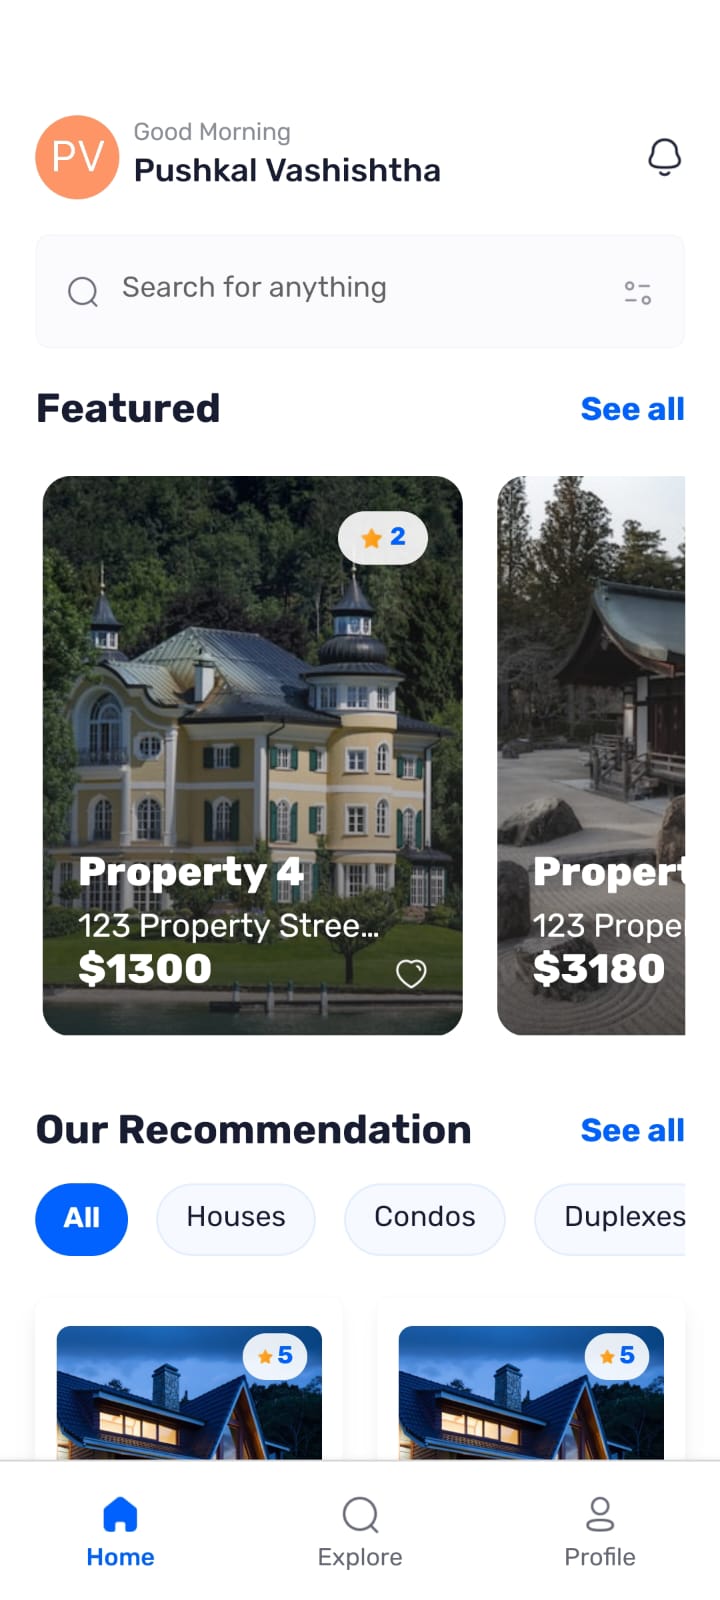 PV
Good Morning
Pushkal Vashishtha
Search for anything
Featured
See all
2
Property 4
123 Property Stree...
$1300
Propert
123 Prope
$3180
Our Recommendation
See all
All
Houses
Condos
Duplexes
5
5
Home
Explore
Profile